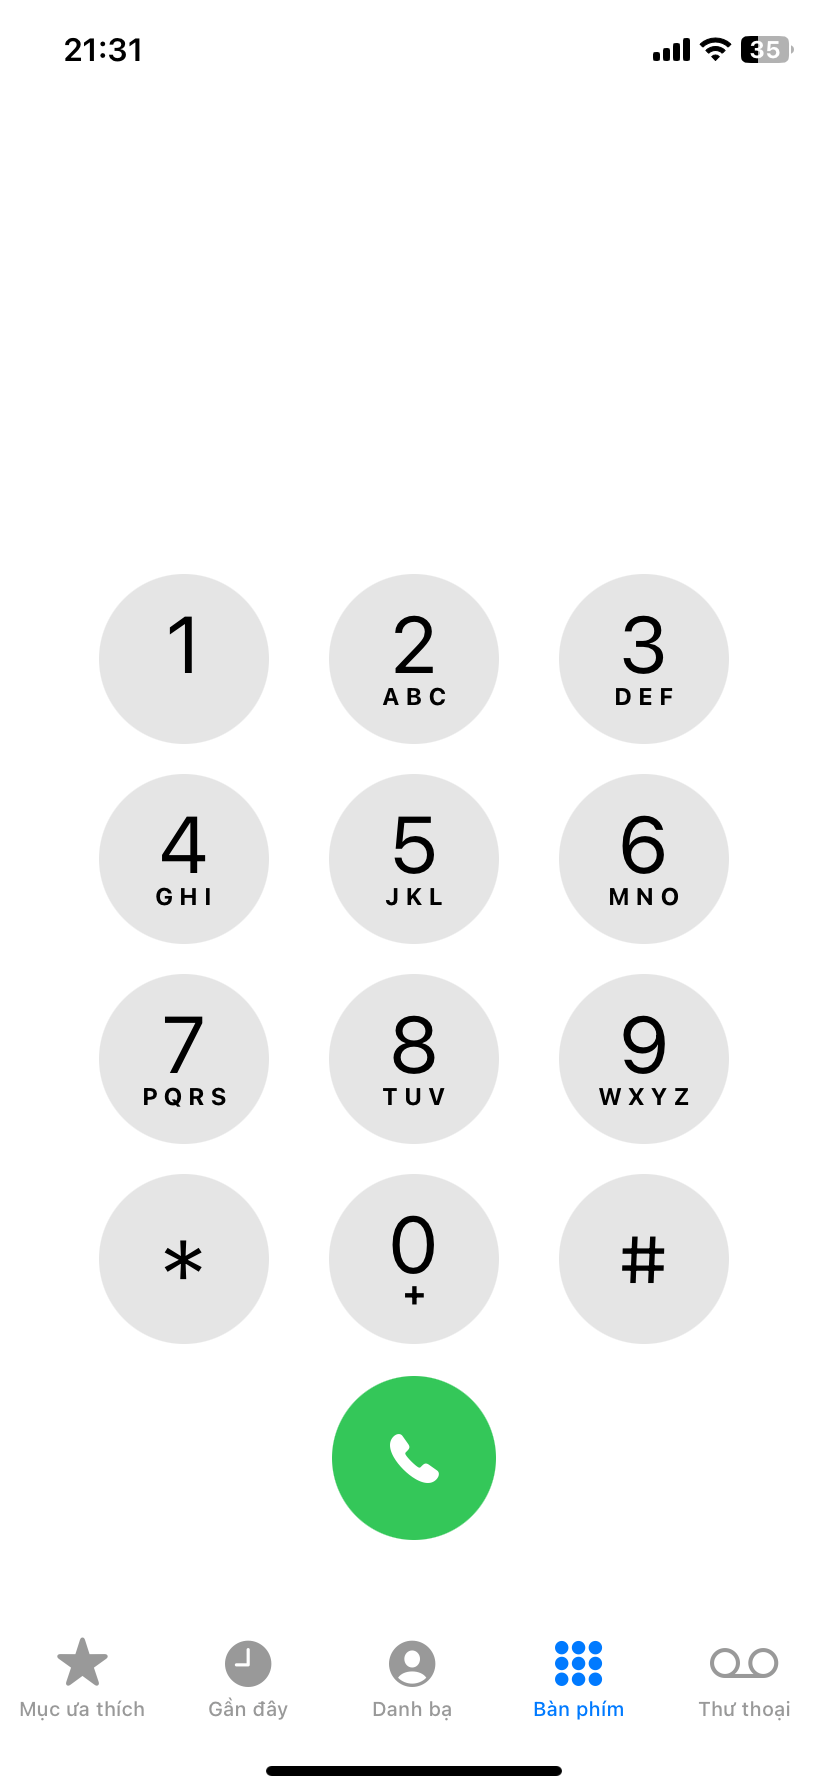 21:31
35
1
2
ABC
3
DEF
4
GHI
5
JKL
6
MNO
7
PQRS
8
TUV
9
WXYZ
*
0
+
#
Mục ưa thích
Gần đây
Danh bạ
Bàn phím
Thư thoại